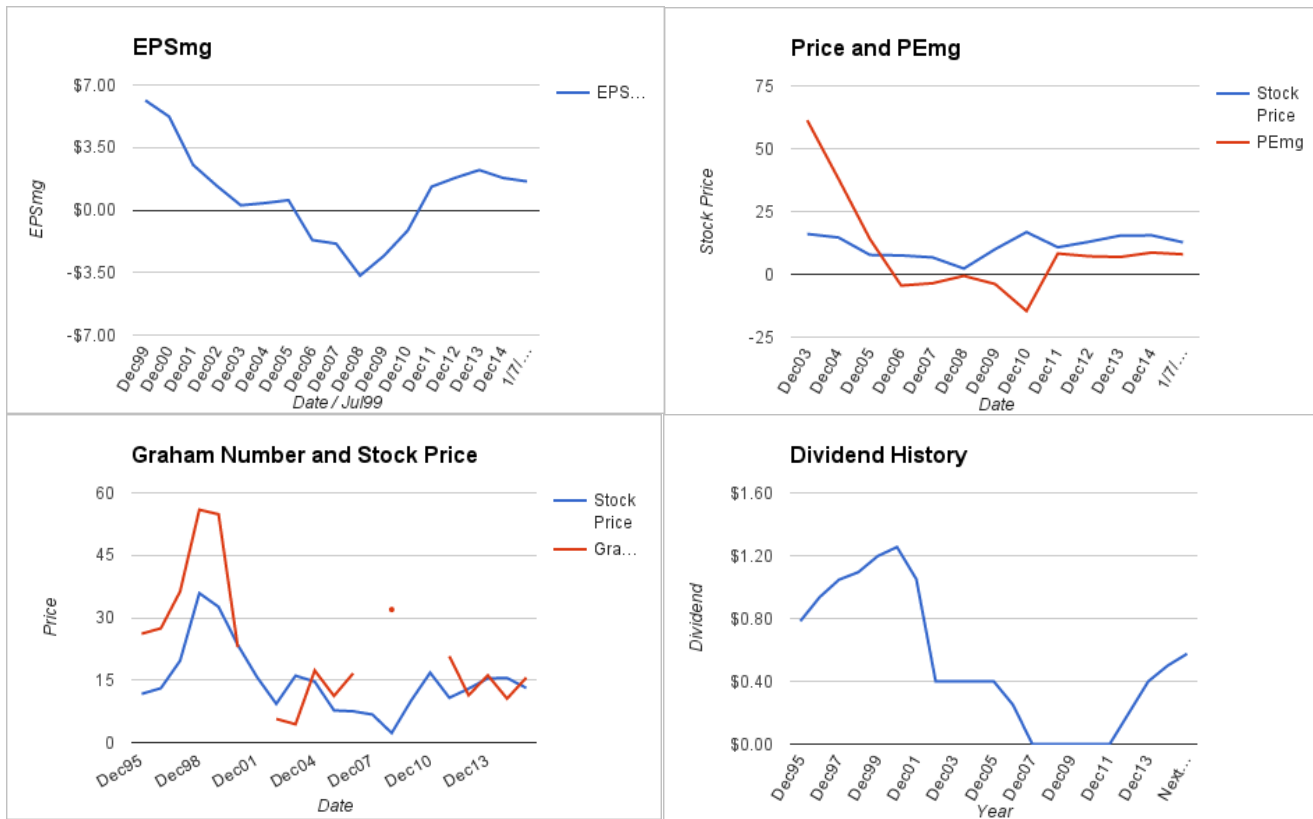 EPSmg
$7.00
$3.50
$0.00
-$3.50
-$7.00
EPSmg
Dec99
Dec00
Dec01
Dec02
Dec03
Dec04
Dec05
Dec06
Dec07
Dec08
Dec09
Dec10
Dec11
Dec12
Dec13
Dec14
1/7/...
Date / Jul99
EPS...
Price and PEmg
75
50
25
0
-25
Stock Price
Dec03
Dec04
Dec05
Dec06
Dec07
Dec08
Dec09
Dec10
Dec11
Dec12
Dec13
Dec14
1/7/...
Date
Stock
Price
PEmg
Graham Number and Stock Price
60
45
30
15
0
Price
Dec95
Dec98
Dec01
Dec04
Dec07
Dec10
Dec13
Date
Stock
Price
Gra...
Dividend History
$1.60
$1.20
$0.80
$0.40
$0.00
Dividend
Dec95
Dec97
Dec99
Dec01
Dec03
Dec05
Dec07
Dec09
Dec11
Dec13
Next...
Year